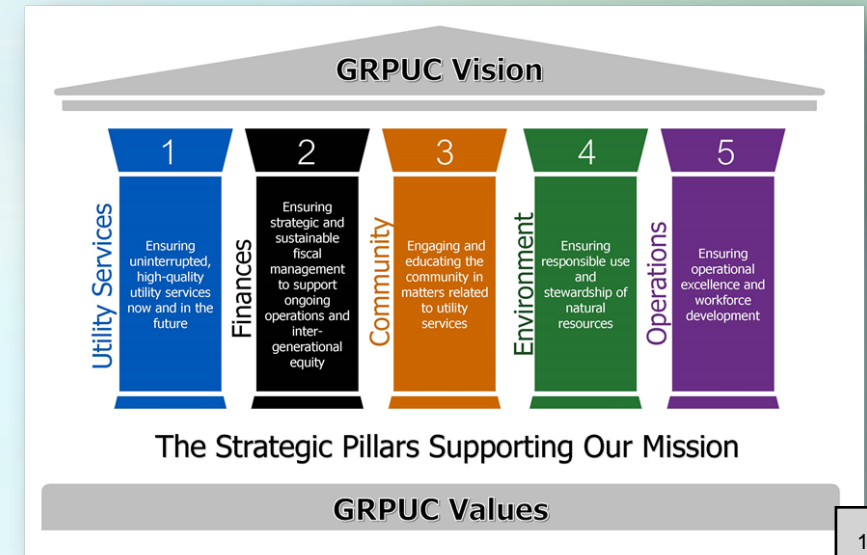 GRPUC Vision
1
Utility Services
Ensuring
uninterrupted,
high-quality
utility services
now and in the
future
2
Finances
Ensuring
strategic and
sustainable
fiscal
management
to support
ongoing
operations and
inter-
generational
equity
3
Community
Engaging and
educating the
community in
matters related
to utility
services
4
Environment
Ensuring
responsible use
and
stewardship of
natural
resources
5
Operations
Ensuring
operational
excellence and
workforce
development
The Strategic Pillars Supporting Our Mission
GRPUC Values